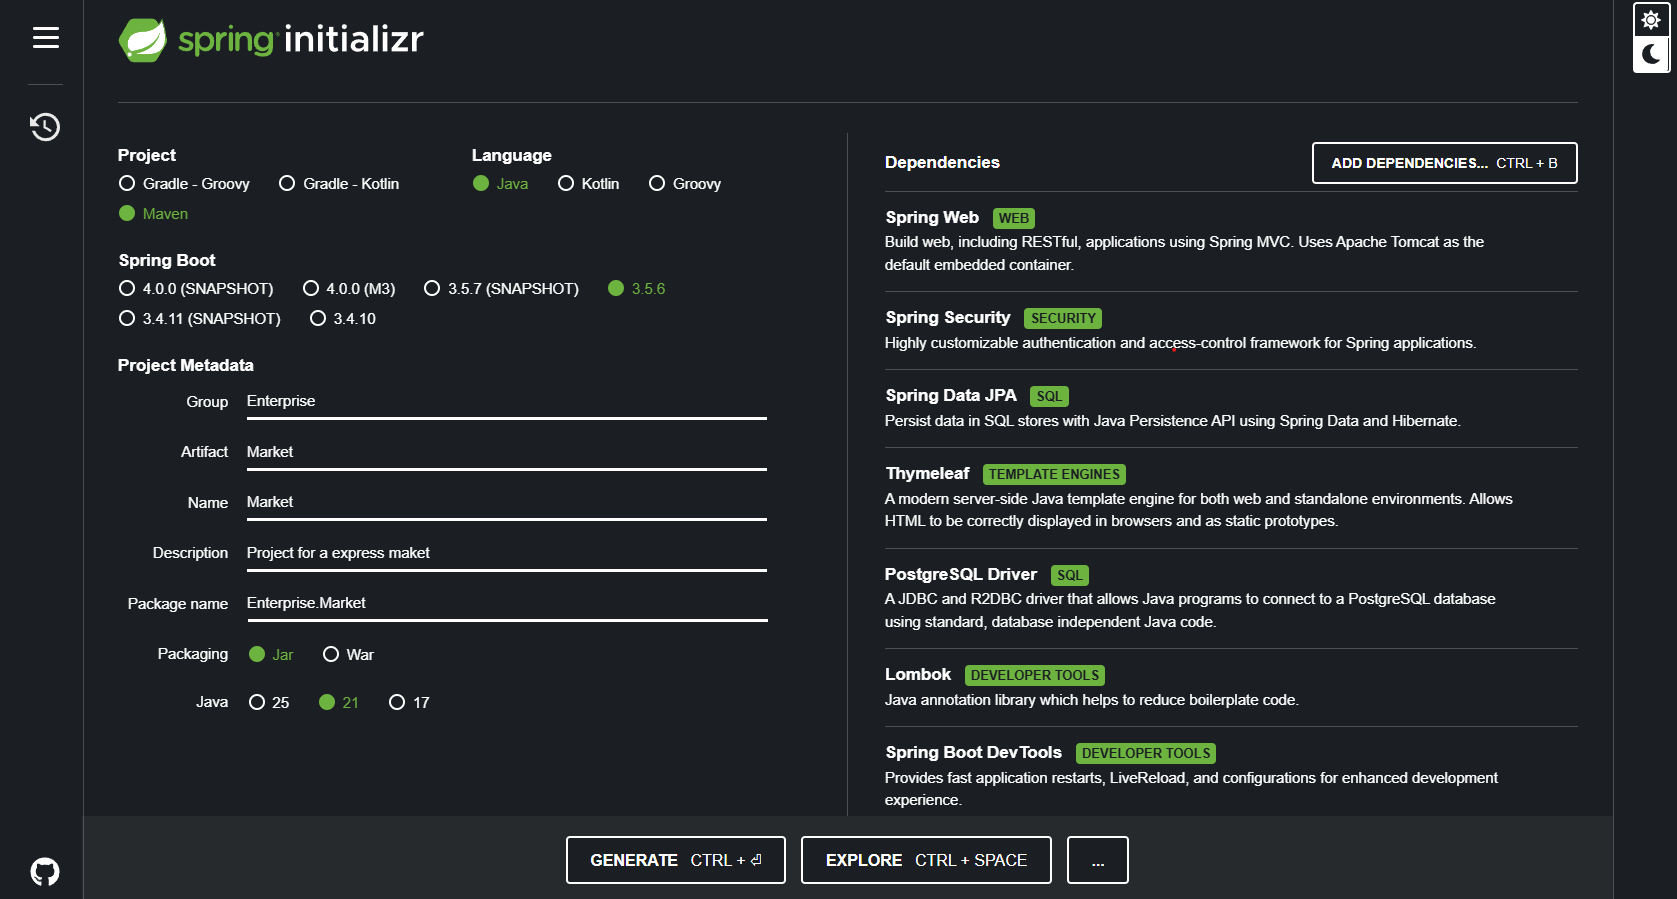 spring initializr
Project
Gradle - Groovy Gradle - Kotlin
Maven
Language
Java Kotlin Groovy
Spring Boot
4.0.0 (SNAPSHOT) 4.0.0 (M3) 3.5.7 (SNAPSHOT) 3.5.6
3.4.11 (SNAPSHOT) 3.4.10
Project Metadata
Group Enterprise
Artifact Market
Name Market
Description Project for a express maket
Package name Enterprise.Market
Packaging Jar War
Java 25 21 17
Dependencies
ADD DEPENDENCIES... CTRL + B
Spring Web WEB
Build web, including RESTful, applications using Spring MVC. Uses Apache Tomcat as the
default embedded container.
Spring Security SECURITY
Highly customizable authentication and access-control framework for Spring applications.
Spring Data JPA SQL
Persist data in SQL stores with Java Persistence API using Spring Data and Hibernate.
Thymeleaf TEMPLATE ENGINES
A modern server-side Java template engine for both web and standalone environments. Allows
HTML to be correctly displayed in browsers and as static prototypes.
PostgreSQL Driver SQL
A JDBC and R2DBC driver that allows Java programs to connect to a PostgreSQL database
using standard, database independent Java code.
Lombok DEVELOPER TOOLS
Java annotation library which helps to reduce boilerplate code.
Spring Boot DevTools DEVELOPER TOOLS
Provides fast application restarts, LiveReload, and configurations for enhanced development
experience.
GENERATE CTRL + ⏎
EXPLORE CTRL + SPACE
...